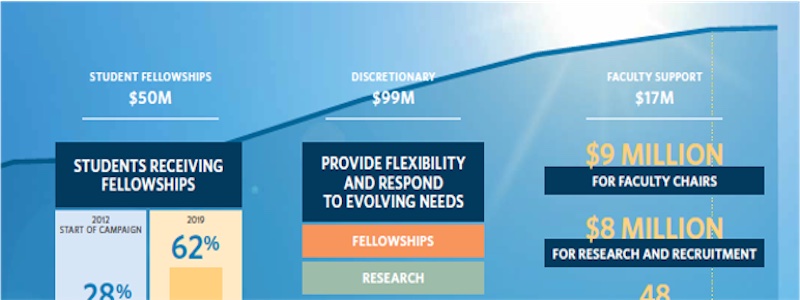 STUDENT FELLOWSHIPS
$50M
DISCRETIONARY
$99M
FACULTY SUPPORT
$17M
STUDENTS RECEIVING
FELLOWSHIPS
2012
START OF CAMPAIGN
28%
2019
62%
PROVIDE FLEXIBILITY
AND RESPOND
TO EVOLVING NEEDS
FELLOWSHIPS
RESEARCH
$9 MILLION
FOR FACULTY CHAIRS
$8 MILLION
FOR RESEARCH AND RECRUITMENT
48